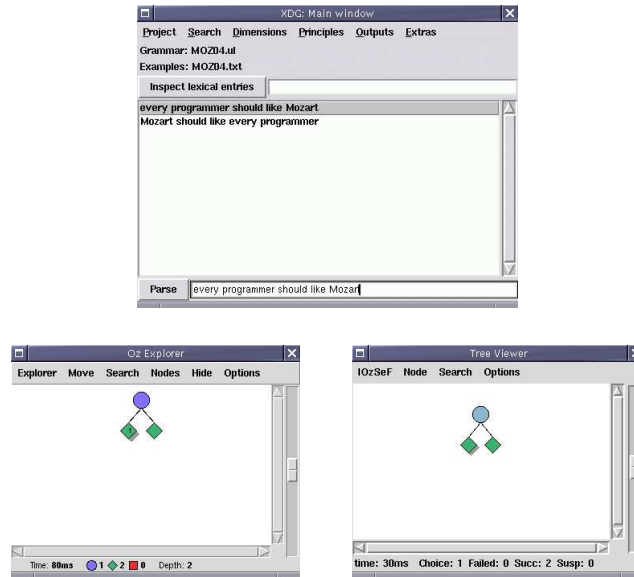 XDG: Main window
Project Search Dimensions Principles Outputs Extras
Grammar: MOZ04.ul
Examples: MOZ04.txt
Inspect lexical entries
every programmer should like Mozart
Mozart should like every programmer
Parse every programmer should like Mozart
Oz Explorer
Explorer Move Search Nodes Hide Options
1
Time: 80ms 1 2 0 Depth: 2
Tree Viewer
IOzSeF Node Search Options
time: 30ms Choice: 1 Failed: 0 Succ: 2 Susp: 0